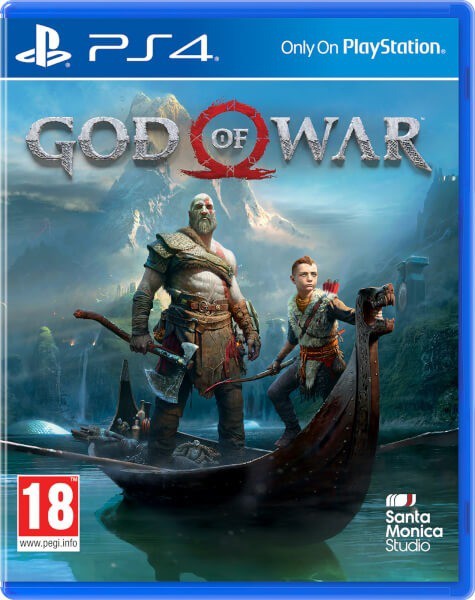 PS4
Only On PlayStation®
GOD OF WAR
18
www.pegi.info
Santa
Monica
Studio